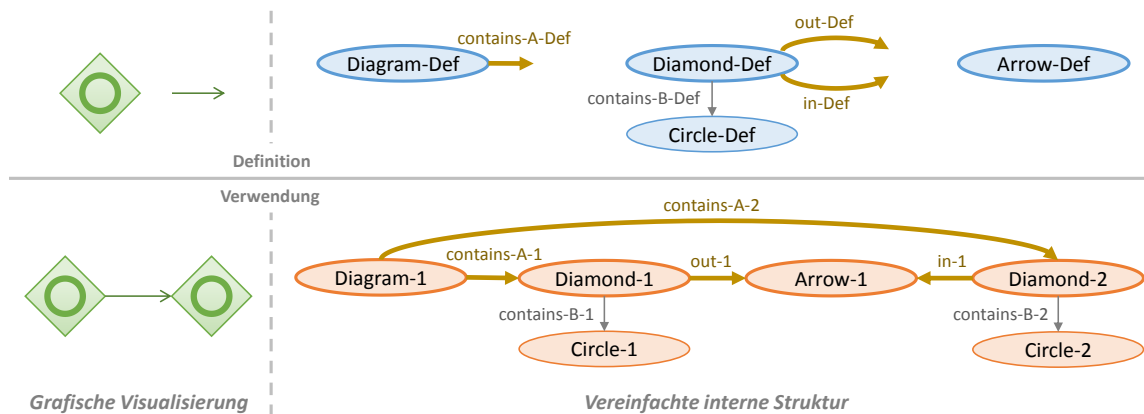 out-Def
contains-A-Def
Diagram-Def
Diamond-Def
Arrow-Def
contains-B-Def
in-Def
Circle-Def
Definition
Verwendung
contains-A-2
contains-A-1
out-1
in-1
Diagram-1
Diamond-1
Arrow-1
Diamond-2
contains-B-1
contains-B-2
Circle-1
Circle-2
Grafische Visualisierung
Vereinfachte interne Struktur